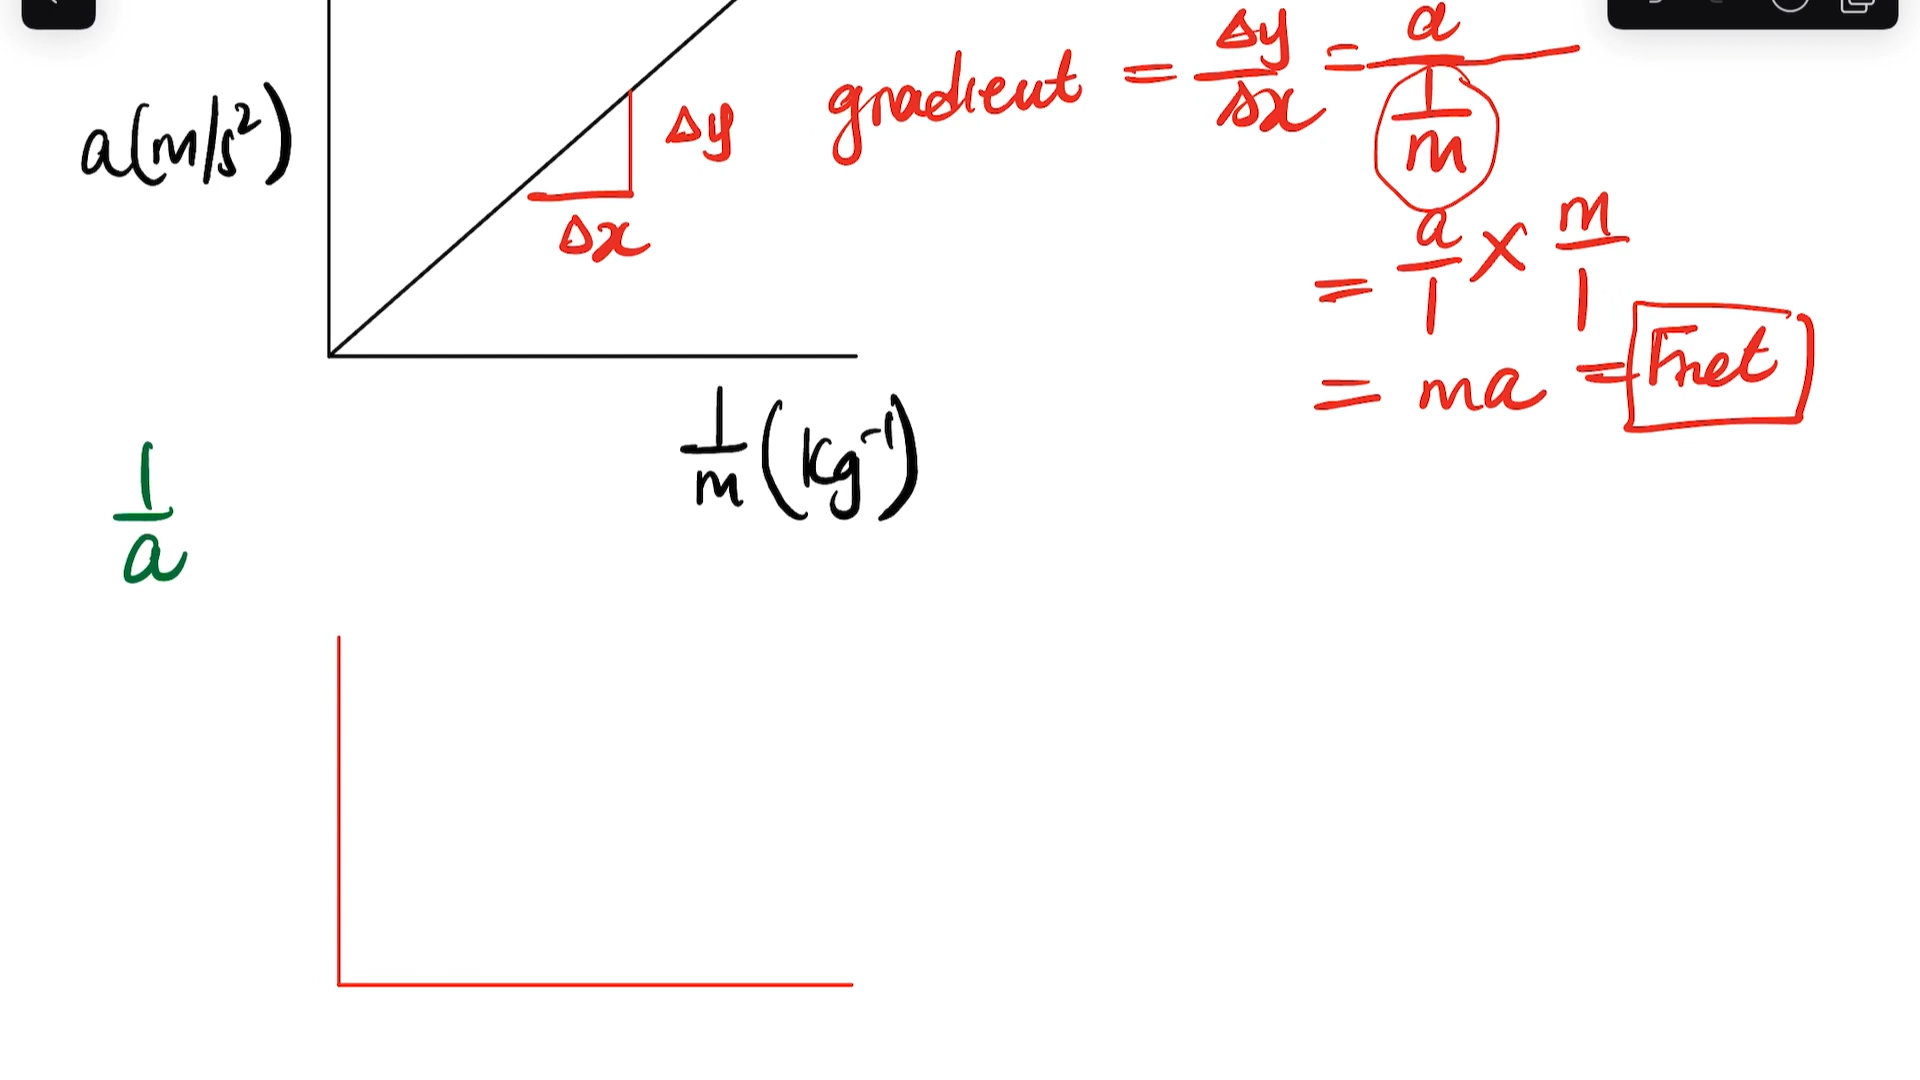 a(m/s²)
Δy
Δx
gradient = Δy/Δx = a/(1/m)
= a/1 × m/1
= ma = Fnet
1/m (Kg⁻¹)
1/a